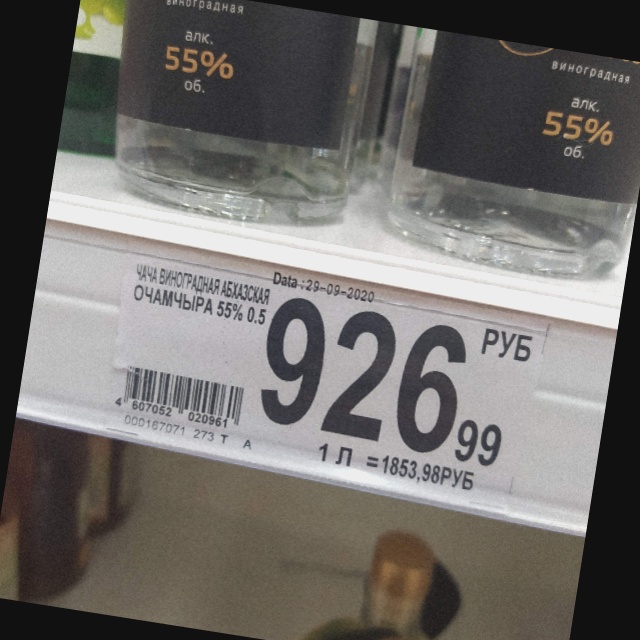 виноградная
алк.
55%
об.
виноградная
алк.
55%
об.
ЧАЧА ВИНОГРАДНАЯ АБХАЗСКАЯ
ОЧАМЧЫРА 55% 0.5
Data :29-09-2020
926 99
РУБ
4 607052 020961
000167071 273 Т А
1 Л =1853,98РУБ